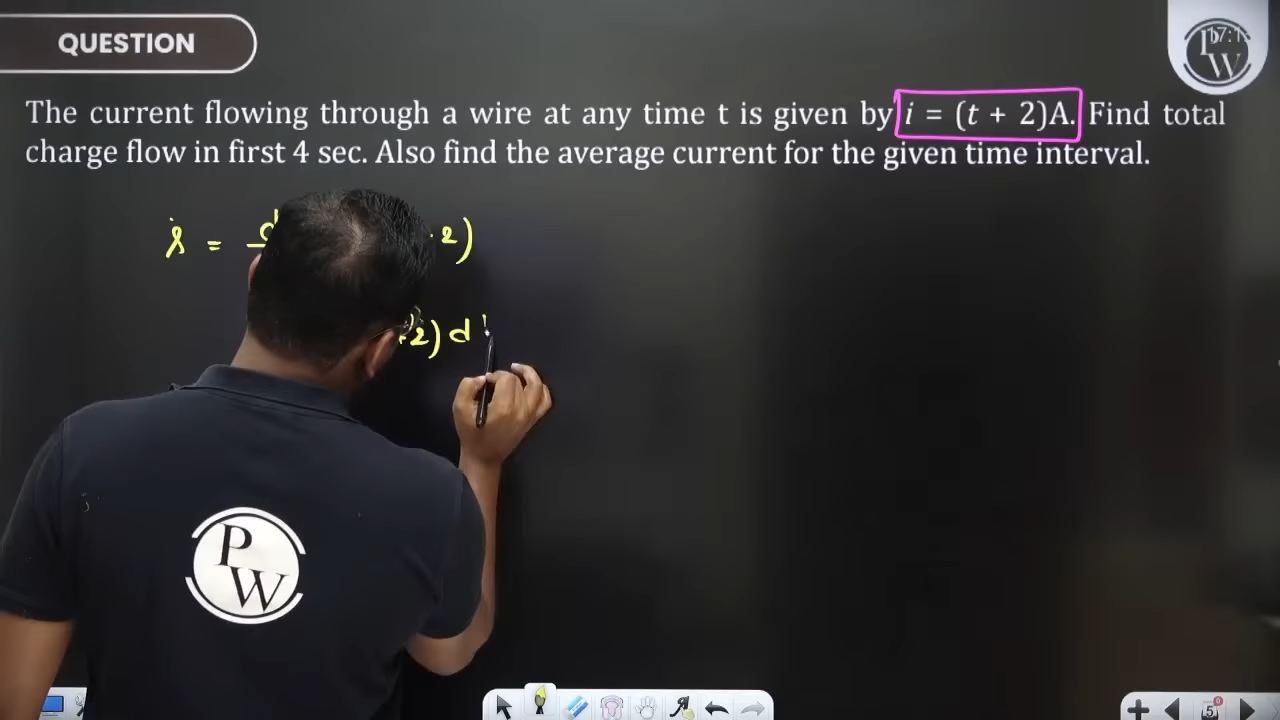 QUESTION
The current flowing through a wire at any time t is given by i = (t + 2)A. Find total
charge flow in first 4 sec. Also find the average current for the given time interval.
i =
2)
2) d
PW